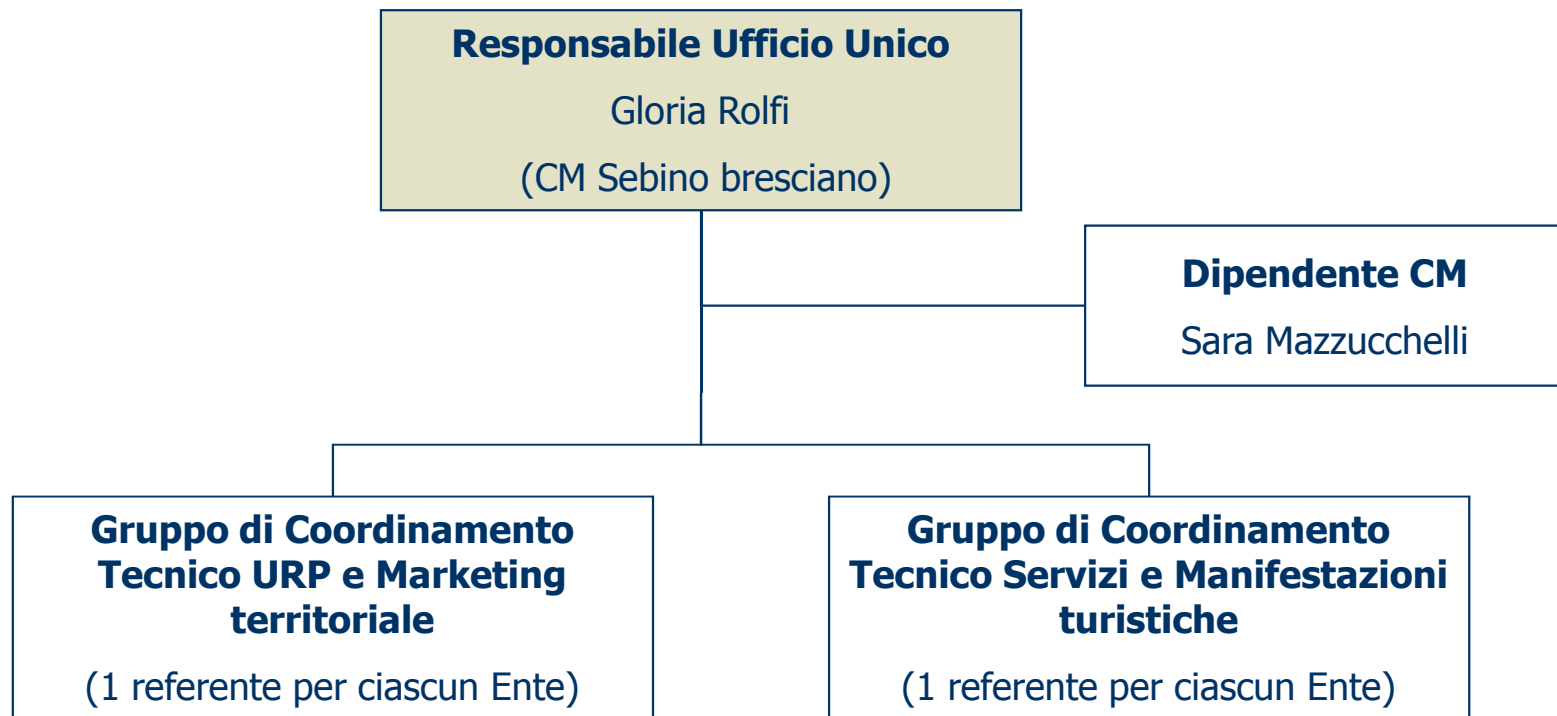 Responsabile Ufficio Unico
Gloria Rolfi
(CM Sebino bresciano)
Dipendente CM
Sara Mazzucchelli
Gruppo di Coordinamento
Tecnico URP e Marketing
territoriale
(1 referente per ciascun Ente)
Gruppo di Coordinamento
Tecnico Servizi e Manifestazioni
turistiche
(1 referente per ciascun Ente)